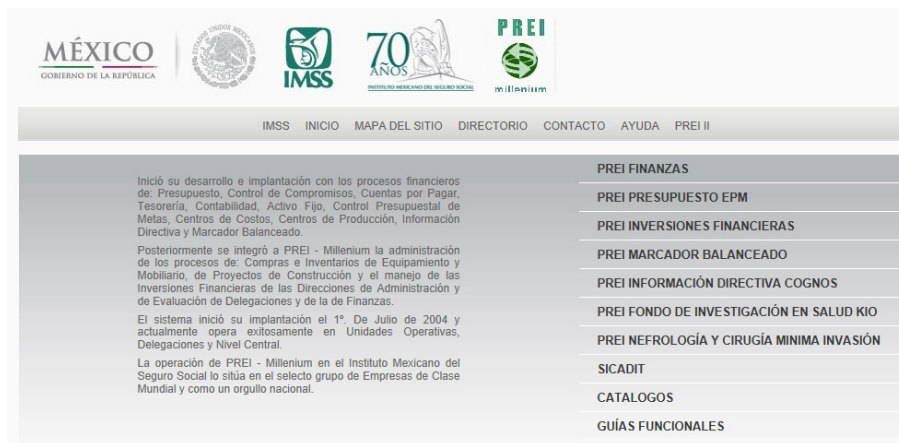 MÉXICO
GOBIERNO DE LA REPÚBLICA
ESTADOS UNIDOS MEXICANOS
IMSS
70
AÑOS
INSTITUTO MEXICANO DEL SEGURO SOCIAL
PREI
millenium
IMSS INICIO MAPA DEL SITIO DIRECTORIO CONTACTO AYUDA PREI II
Inició su desarrollo e implantación con los procesos financieros
de: Presupuesto, Control de Compromisos, Cuentas por Pagar,
Tesorería, Contabilidad, Activo Fijo, Control Presupuestal de
Metas, Centros de Costos, Centros de Producción, Información
Directiva y Marcador Balanceado.
Posteriormente se integró a PREI - Millenium la administración
de los procesos de: Compras e Inventarios de Equipamiento y
Mobiliario, de Proyectos de Construcción y el manejo de las
Inversiones Financieras de las Direcciones de Administración y
de Evaluación de Delegaciones y de la de Finanzas.
El sistema inició su implantación el 1º. De Julio de 2004 y
actualmente opera exitosamente en Unidades Operativas,
Delegaciones y Nivel Central.
La operación de PREI - Millenium en el Instituto Mexicano del
Seguro Social lo sitúa en el selecto grupo de Empresas de Clase
Mundial y como un orgullo nacional.
PREI FINANZAS
PREI PRESUPUESTO EPM
PREI INVERSIONES FINANCIERAS
PREI MARCADOR BALANCEADO
PREI INFORMACIÓN DIRECTIVA COGNOS
PREI FONDO DE INVESTIGACIÓN EN SALUD KIO
PREI NEFROLOGÍA Y CIRUGÍA MINIMA INVASIÓN
SICADIT
CATALOGOS
GUÍAS FUNCIONALES